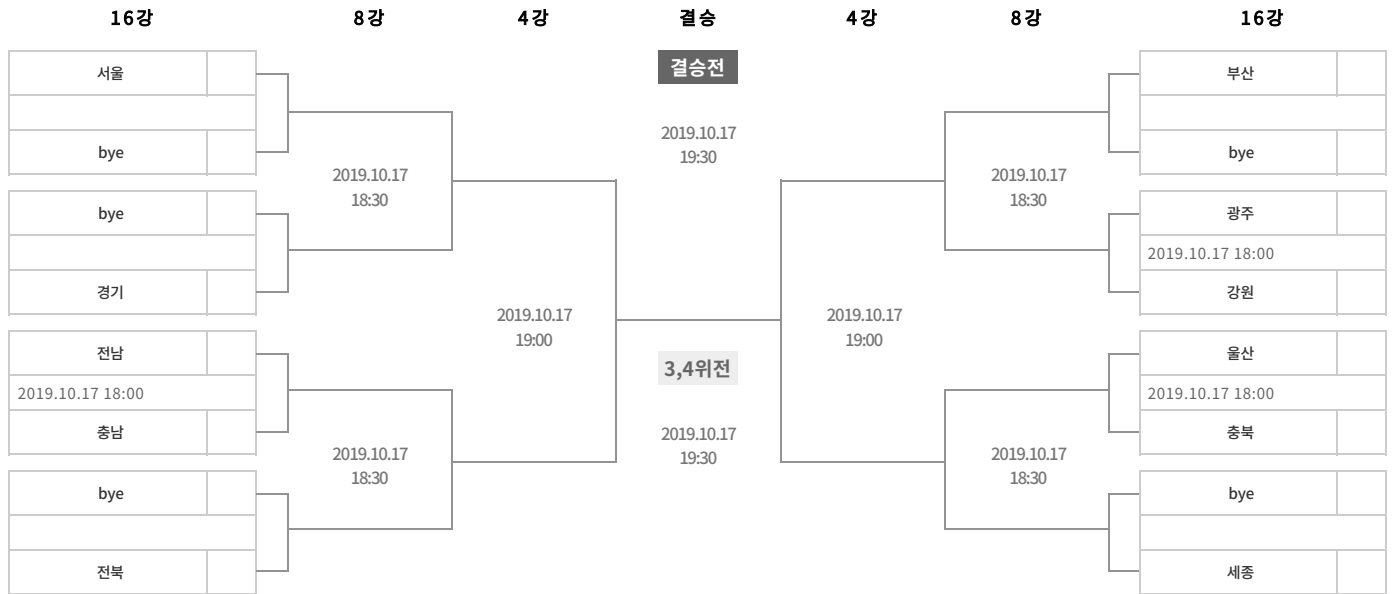 16강 8강 4강 결승 4강 8강 16강
서울
bye
bye
경기
전남
2019.10.17 18:00
충남
bye
전북
2019.10.17
18:30
2019.10.17
18:30
2019.10.17
19:00
결승전
2019.10.17
19:30
3,4위전
2019.10.17
19:30
2019.10.17
19:00
2019.10.17
18:30
2019.10.17
18:30
부산
bye
광주
2019.10.17 18:00
강원
울산
2019.10.17 18:00
충북
bye
세종